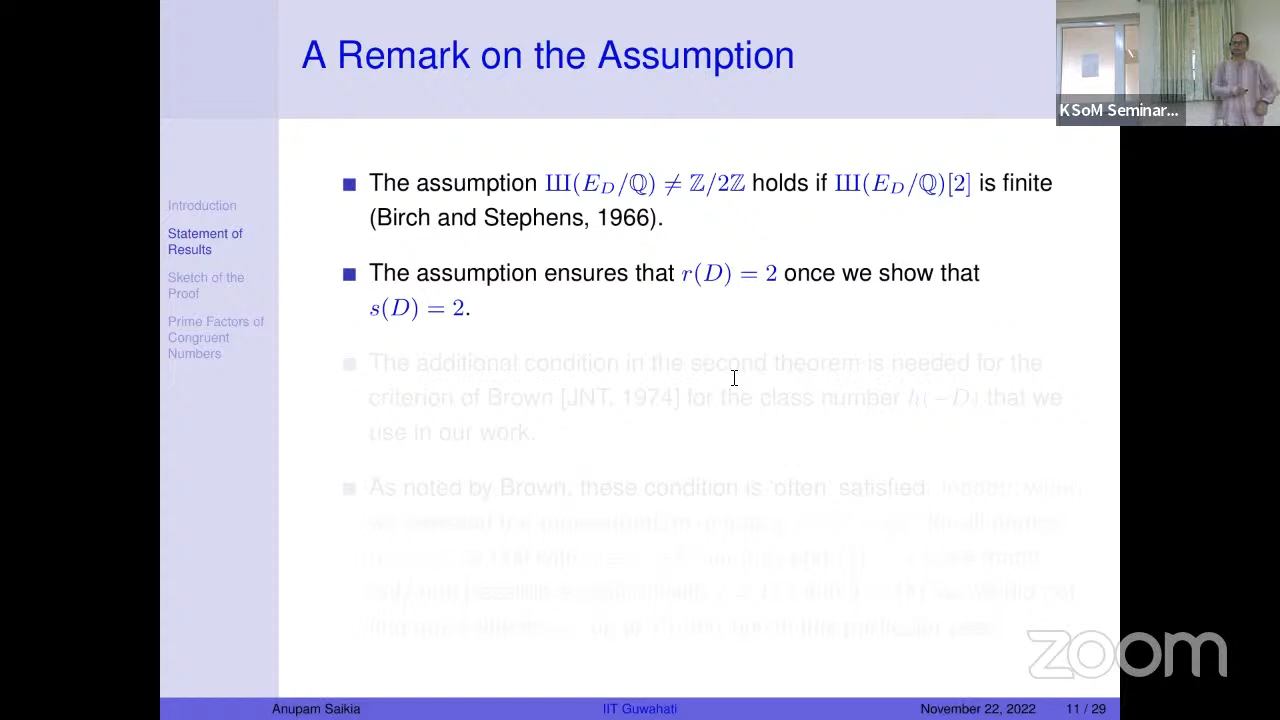 A Remark on the Assumption
KSoM Seminar...
The assumption Ш(E_D/ℚ) ≠ ℤ/2ℤ holds if Ш(E_D/ℚ)[2] is finite
(Birch and Stephens, 1966).
The assumption ensures that r(D) = 2 once we show that
s(D) = 2.
The additional condition in the second theorem is needed for the
criterion of Brown [JNT, 1974] for the class number h(−D) that we
use in our work.
As noted by Brown, these condition is 'often' satisfied.
Introduction
Statement of
Results
Sketch of the
Proof
Prime Factors of
Congruent
Numbers
zoom
Anupam Saikia
IIT Guwahati
November 22, 2022
11 / 29